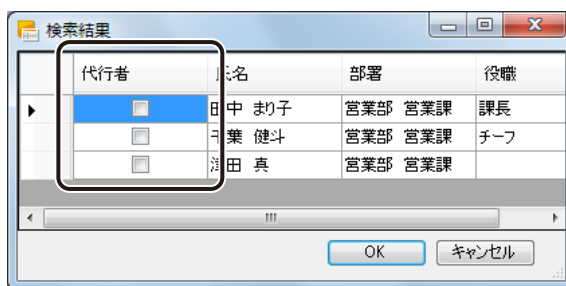 検索結果
代行者 氏名 部署 役職
田中 まり子 営業部 営業課 課長
千葉 健斗 営業部 営業課 チーフ
田 真 営業部 営業課
OK キャンセル